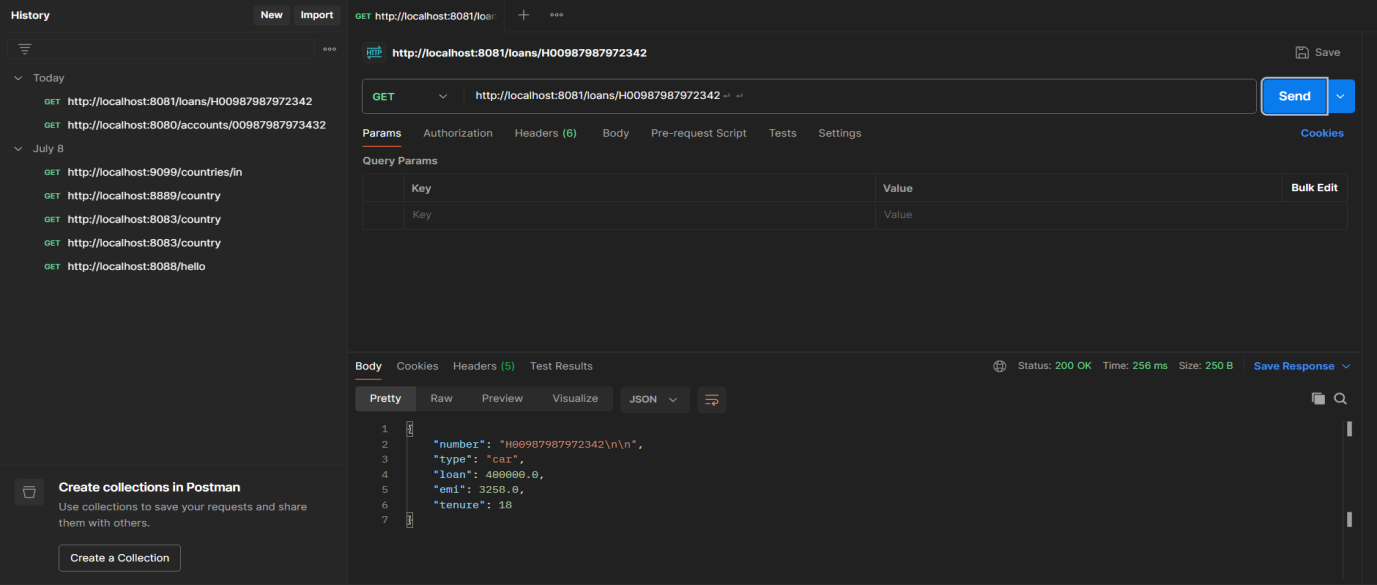 History New Import
Today
GET http://localhost:8081/loans/H00987987972342
GET http://localhost:8080/accounts/00987987973432
July 8
GET http://localhost:9099/countries/in
GET http://localhost:8889/country
GET http://localhost:8083/country
GET http://localhost:8083/country
GET http://localhost:8088/hello
Create collections in Postman
Use collections to save your requests and share
them with others.
Create a Collection
GET http://localhost:8081/loan
HTTP http://localhost:8081/loans/H00987987972342 Save
GET http://localhost:8081/loans/H00987987972342 ↵ ↵ Send
Params Authorization Headers (6) Body Pre-request Script Tests Settings Cookies
Query Params
Key Value Bulk Edit
Key Value
Body Cookies Headers (5) Test Results Status: 200 OK Time: 256 ms Size: 250 B Save Response
Pretty Raw Preview Visualize JSON
1 {
2 "number": "H00987987972342\n\n",
3 "type": "car",
4 "loan": 400000.0,
5 "emi": 3258.0,
6 "tenure": 18
7 }